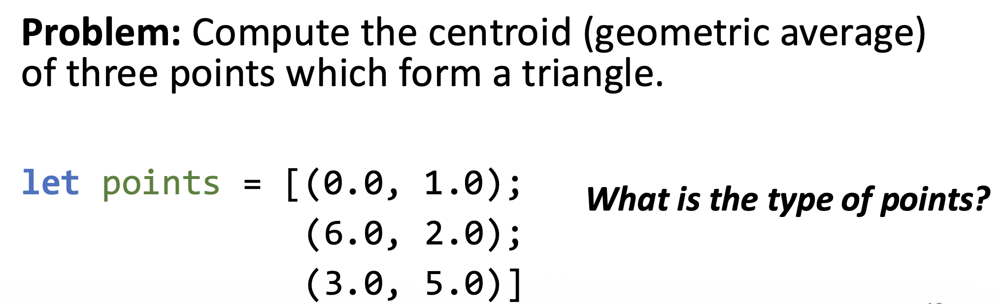 Problem: Compute the centroid (geometric average)
of three points which form a triangle.
let points = [(0.0, 1.0);
(6.0, 2.0);
(3.0, 5.0)]
What is the type of points?